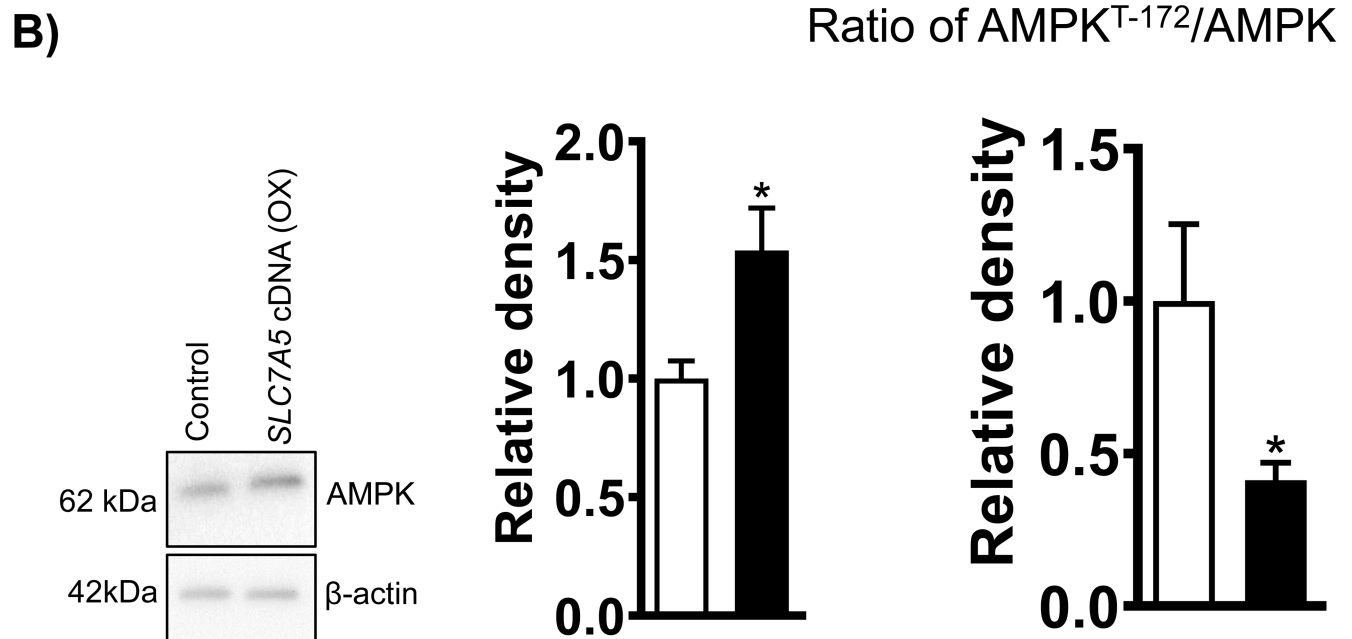 B)
Ratio of AMPKT-172/AMPK
Control
SLC7A5 cDNA (OX)
62 kDa
AMPK
42kDa
β-actin
Relative density
2.0
1.5
1.0
0.5
0.0
*
Relative density
1.5
1.0
0.5
0.0
*